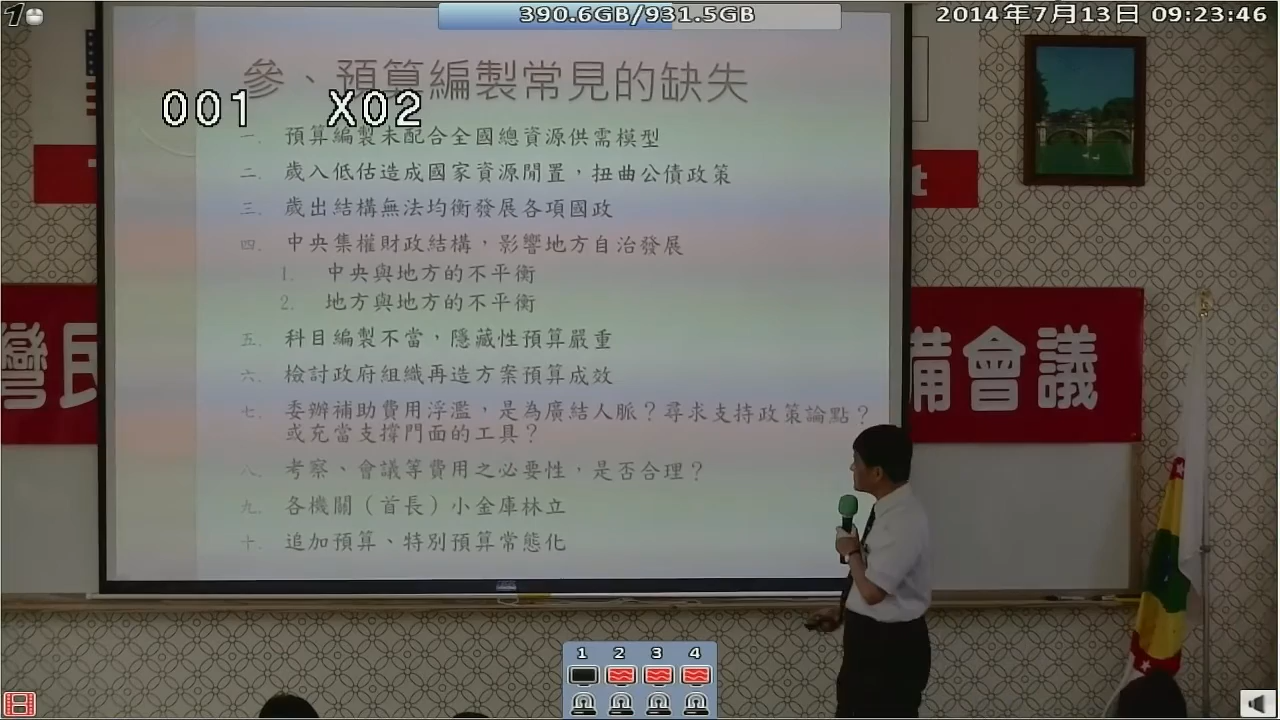 1
390.6GB/931.5GB
2014年7月13日 09:23:46
參、預算編製常見的缺失
001 X02
一. 預算編製未配合全國總資源供需模型
二. 歲入低估造成國家資源閒置，扭曲公債政策
三. 歲出結構無法均衡發展各項國政
四. 中央集權財政結構，影響地方自治發展
1. 中央與地方的不平衡
2. 地方與地方的不平衡
五. 科目編製不當，隱藏性預算嚴重
六. 檢討政府組織再造方案預算成效
七. 委辦補助費用浮濫，是為廣結人脈？尋求支持政策論點？
或充當支撐門面的工具？
八. 考察、會議等費用之必要性，是否合理？
九. 各機關（首長）小金庫林立
十. 追加預算、特別預算常態化
t
灣民
備會議
1 2 3 4